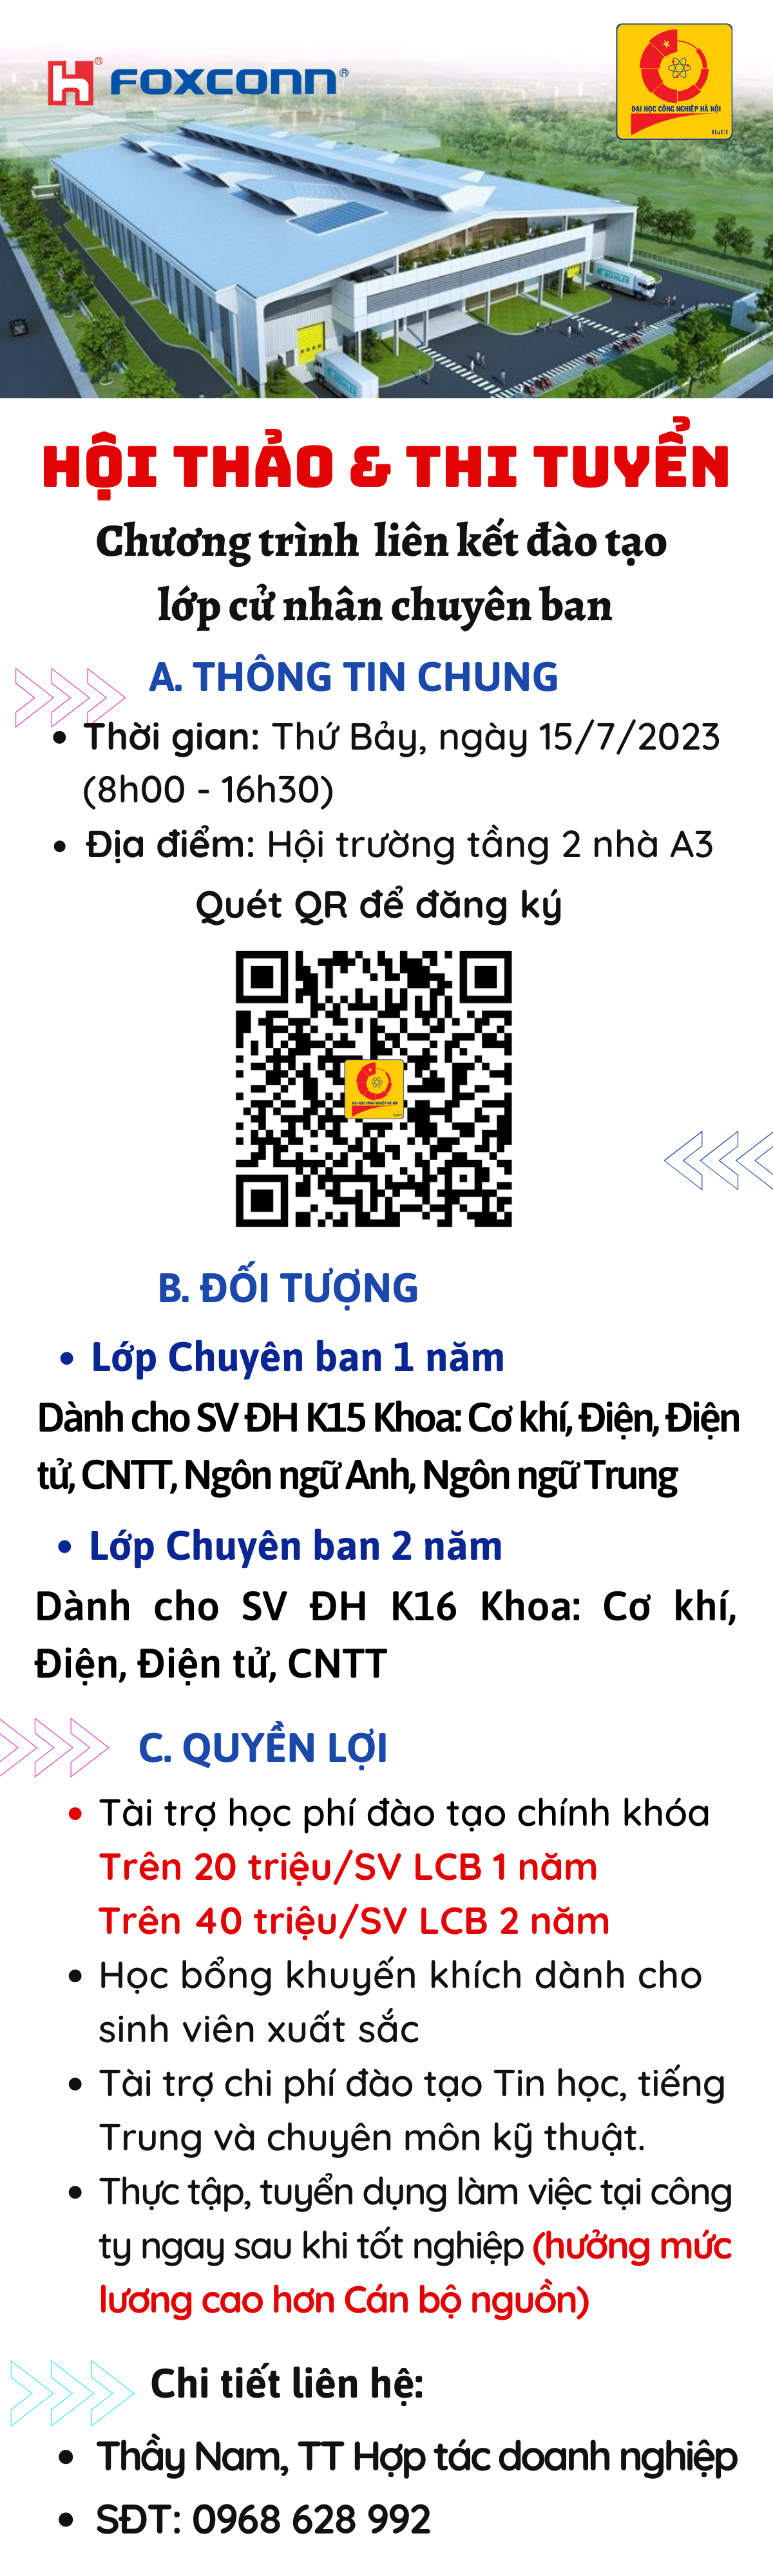 FOXCONN
ĐẠI HỌC CÔNG NGHIỆP HÀ NỘI
HaUI
BUHLER
HỘI THẢO & THI TUYỂN
Chương trình liên kết đào tạo
lớp cử nhân chuyên ban
A. THÔNG TIN CHUNG
• Thời gian: Thứ Bảy, ngày 15/7/2023
(8h00 - 16h30)
• Địa điểm: Hội trường tầng 2 nhà A3
Quét QR để đăng ký
ĐẠI HỌC CÔNG NGHIỆP HÀ NỘI
B. ĐỐI TƯỢNG
• Lớp Chuyên ban 1 năm
Dành cho SV ĐH K15 Khoa: Cơ khí, Điện, Điện
tử, CNTT, Ngôn ngữ Anh, Ngôn ngữ Trung
• Lớp Chuyên ban 2 năm
Dành cho SV ĐH K16 Khoa: Cơ khí,
Điện, Điện tử, CNTT
C. QUYỀN LỢI
• Tài trợ học phí đào tạo chính khóa
Trên 20 triệu/SV LCB 1 năm
Trên 40 triệu/SV LCB 2 năm
• Học bổng khuyến khích dành cho
sinh viên xuất sắc
• Tài trợ chi phí đào tạo Tin học, tiếng
Trung và chuyên môn kỹ thuật.
• Thực tập, tuyển dụng làm việc tại công
ty ngay sau khi tốt nghiệp (hưởng mức
lương cao hơn Cán bộ nguồn)
Chi tiết liên hệ:
• Thầy Nam, TT Hợp tác doanh nghiệp
• SĐT: 0968 628 992